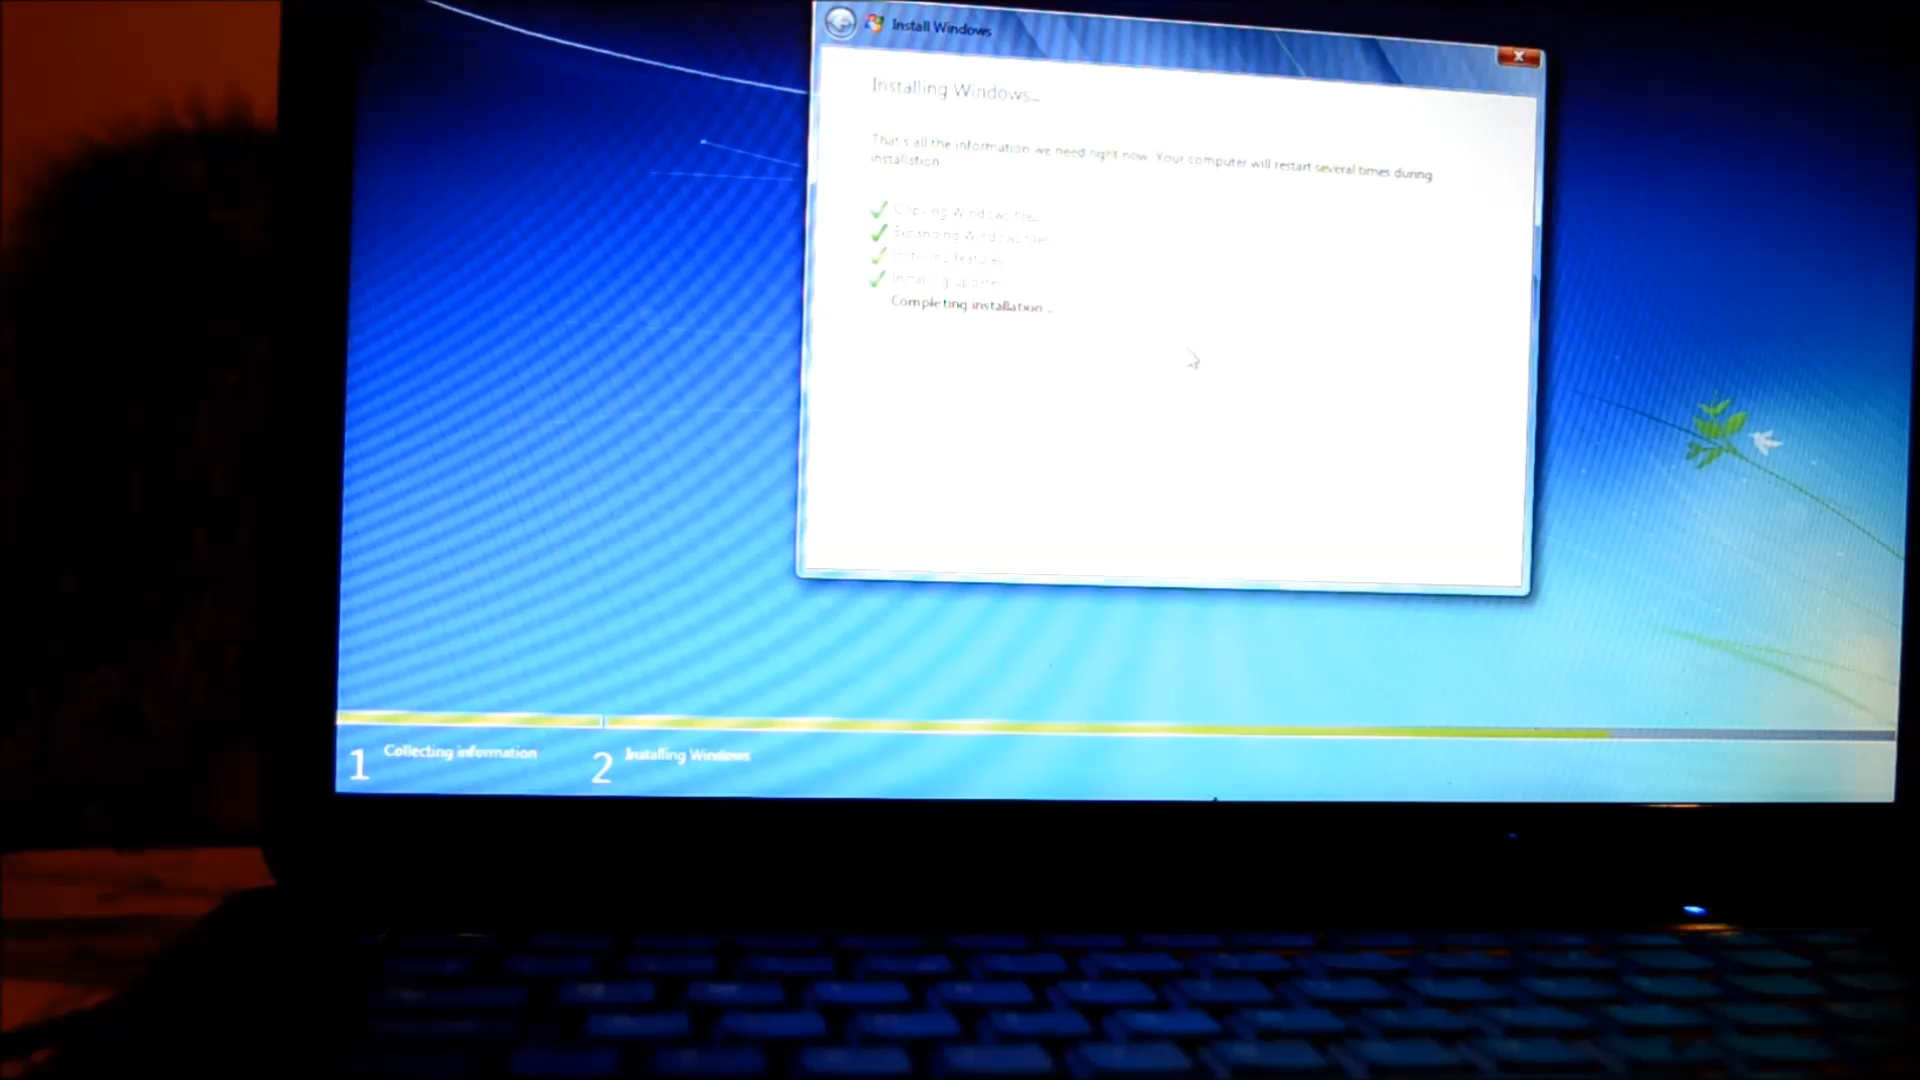 Install Windows
Installing Windows...
That's all the information we need right now. Your computer will restart several times during
installation.
Copying Windows files
Expanding Windows files
Installing features
Installing updates
Completing installation ...
1 Collecting information
2 Installing Windows